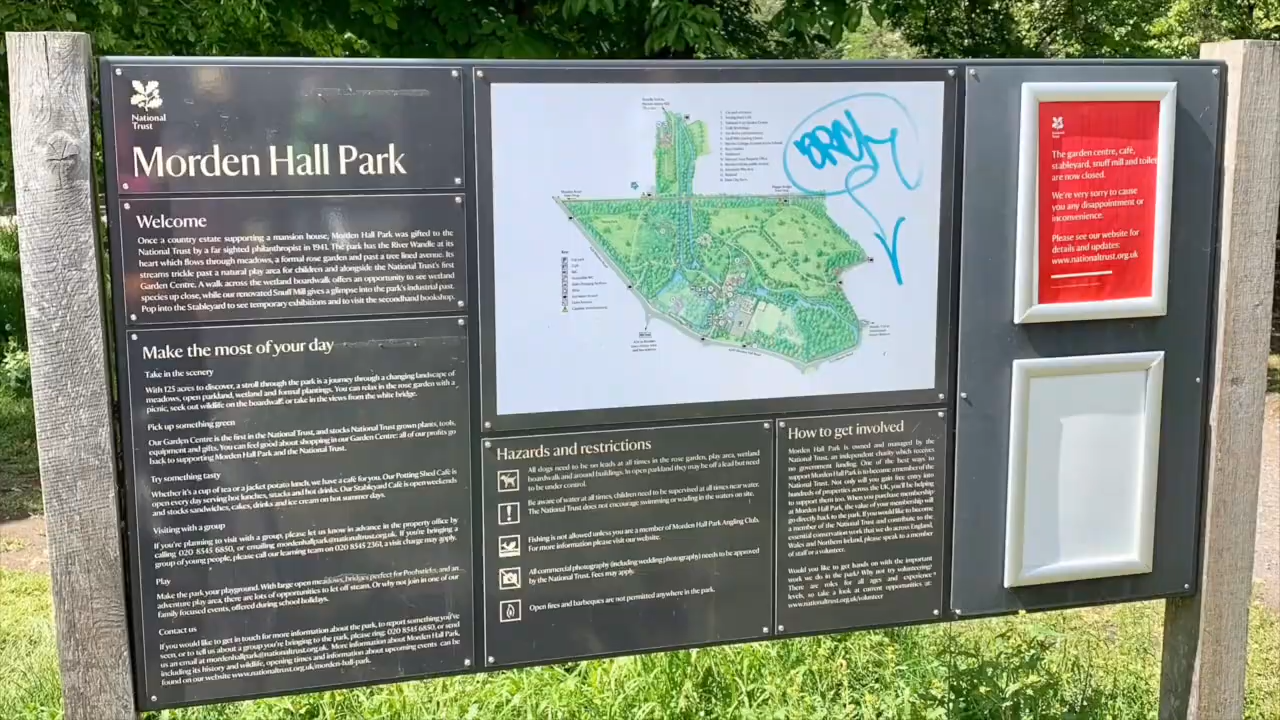 National
Trust
Morden Hall Park
Welcome
Once a country estate supporting a mansion house, Morden Hall Park was gifted to the
National Trust by a far sighted philanthropist in 1941. The park has the River Wandle at its
heart which flows through meadows, a formal rose garden and past a tree lined avenue. Its
streams trickle past a natural play area for children and alongside the National Trust's first
Garden Centre. A walk across the wetland boardwalk offers an opportunity to see wetland
species up close, while our renovated Snuff Mill gives a glimpse into the park's industrial past.
Pop into the Stableyard to see temporary exhibitions and to visit the secondhand bookshop.
Make the most of your day
Take in the scenery
With 125 acres to discover, a stroll through the park is a journey through a changing landscape of
meadows, open parkland, wetland and formal plantings. You can relax in the rose garden with a
picnic, seek out wildlife on the boardwalk or take in the views from the white bridge.
Pick up something green
Our Garden Centre is the first in the National Trust, and stocks National Trust grown plants, tools,
equipment and gifts. You can feel good about shopping in our Garden Centre: all of our profits go
back to supporting Morden Hall Park and the National Trust.
Try something tasty
Whether it's a cup of tea or a jacket potato lunch, we have a café for you. Our Potting Shed Café is
open every day serving hot lunches, snacks and hot drinks. Our Stableyard Café is open weekends
and stocks sandwiches, cakes, drinks and ice cream on hot summer days.
Visiting with a group
If you're planning to visit with a group, please let us know in advance in the property office by
calling 020 8545 6850, or emailing mordenhallpark@nationaltrust.org.uk. If you're bringing a
group of young people, please call our learning team on 020 8545 2361, a visit charge may apply.
Play
Make the park your playground. With large open meadows, bridges perfect for Poohsticks, and an
adventure play area, there are lots of opportunities to let off steam. Or why not join in one of our
family focused events, offered during school holidays.
Contact us
If you would like to get in touch for more information about the park, to report something you've
seen, or to tell us about a group you're bringing to the park, please ring: 020 8545 6850, or send
us an email at mordenhallpark@nationaltrust.org.uk. More information about Morden Hall Park,
including its history and wildlife, opening times and information about upcoming events can be
found on our website www.nationaltrust.org.uk/morden-hall-park.
Hazards and restrictions
All dogs need to be on leads at all times in the rose garden, play area, wetland
boardwalk and around buildings. In open parkland they may be off a lead but need
to be under control.
Be aware of water at all times, children need to be supervised at all times near water.
The National Trust does not encourage swimming or wading in the waters on site.
Fishing is not allowed unless you are a member of Morden Hall Park Angling Club.
For more information please visit our website.
All commercial photography (including wedding photography) needs to be approved
by the National Trust. Fees may apply.
Open fires and barbeques are not permitted anywhere in the park.
How to get involved
Morden Hall Park is owned and managed by the
National Trust, an independent charity which receives
no government funding. One of the best ways to
support Morden Hall Park is to become a member of the
National Trust. Not only will you gain free entry into
hundreds of properties across the UK, you'll be helping
to support them too. When you purchase membership
at Morden Hall Park, the value of your membership will
go directly back to the park. If you would like to become
a member of the National Trust and contribute to the
essential conservation work that we do across England,
Wales and Northern Ireland, please speak to a member
of staff or a volunteer.
Would you like to get hands on with the important
work we do in the park? Why not try volunteering?
There are roles for all ages and experience
levels, so take a look at current opportunities at:
www.nationaltrust.org.uk/volunteer
The garden centre, café,
stableyard, snuff mill and toilets
are now closed.
We're very sorry to cause
you any disappointment or
inconvenience.
Please see our website for
details and updates:
www.nationaltrust.org.uk